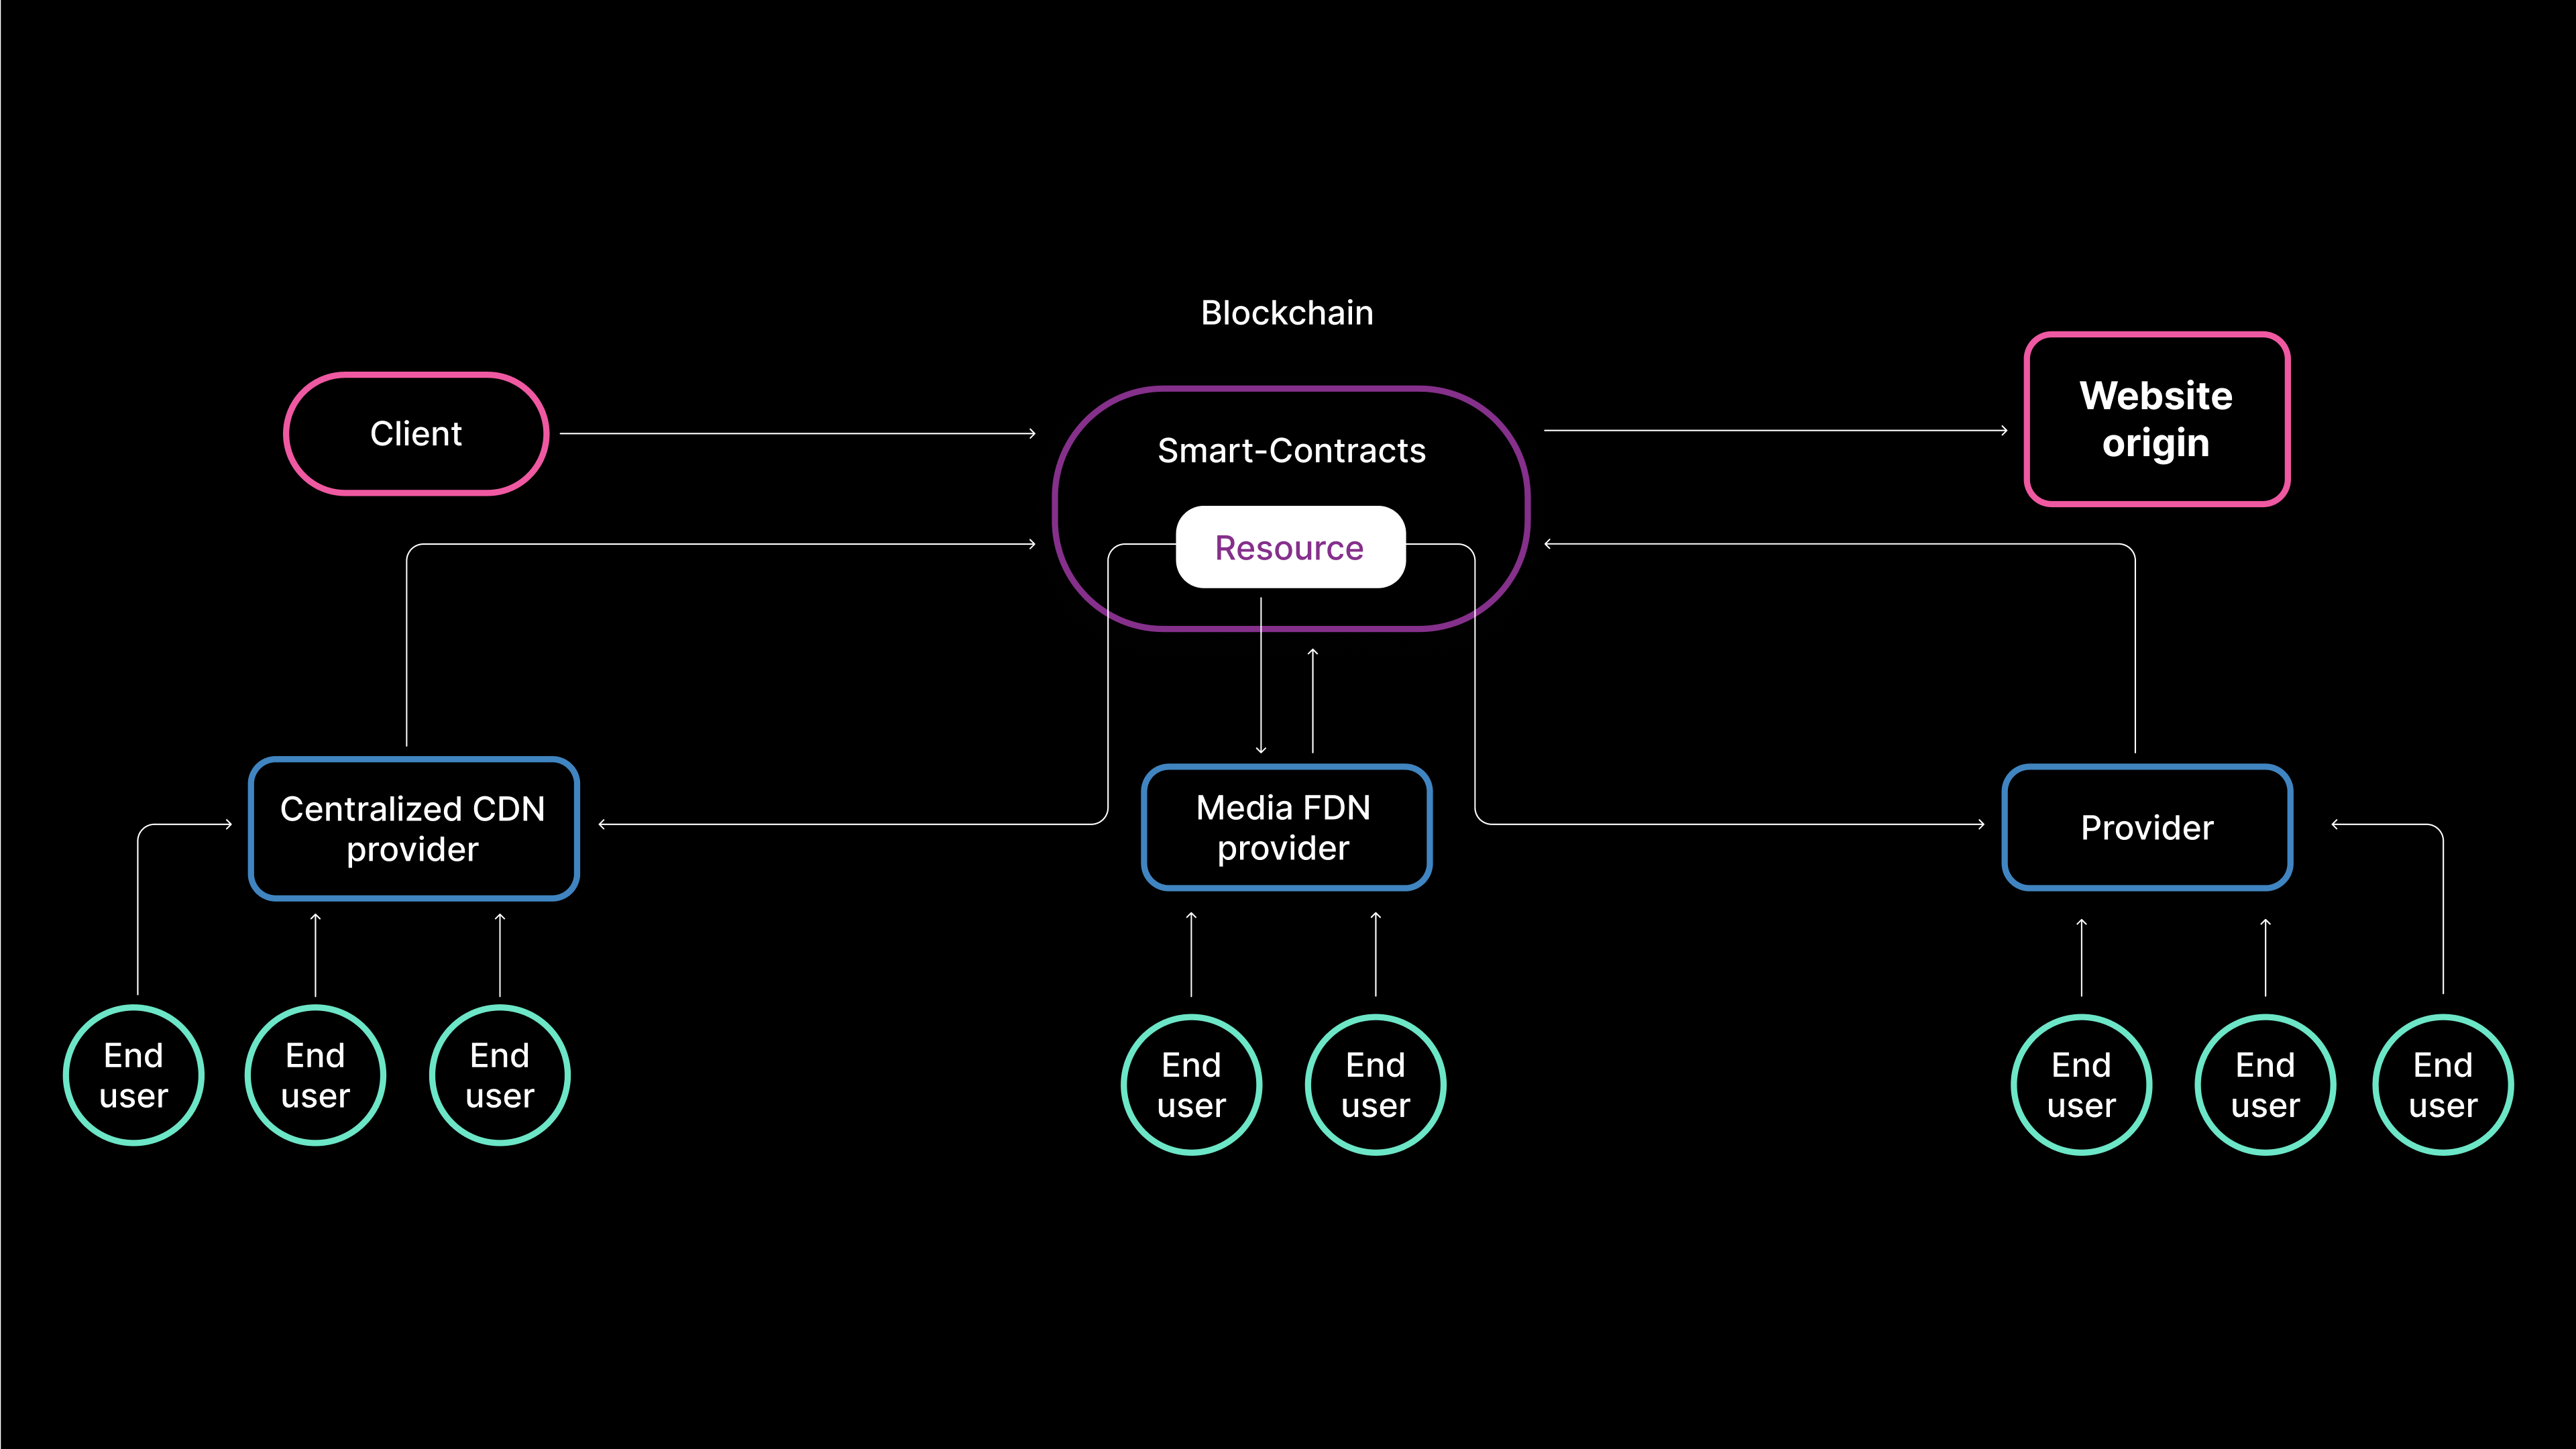 Blockchain
Client
Smart-Contracts
Website
origin
Resource
Centralized CDN
provider
Media FDN
provider
Provider
End
user
End
user
End
user
End
user
End
user
End
user
End
user
End
user